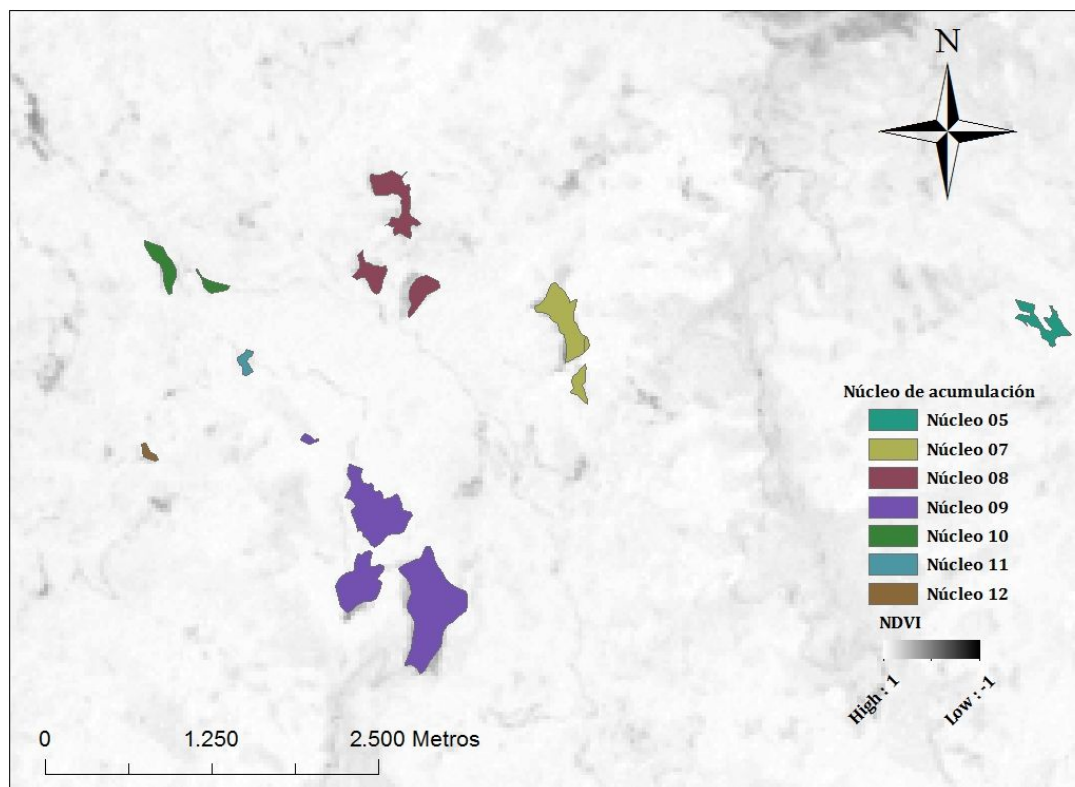 N
Núcleo de acumulación
Núcleo 05
Núcleo 07
Núcleo 08
Núcleo 09
Núcleo 10
Núcleo 11
Núcleo 12
NDVI
High : 1
Low : -1
0 1.250 2.500 Metros